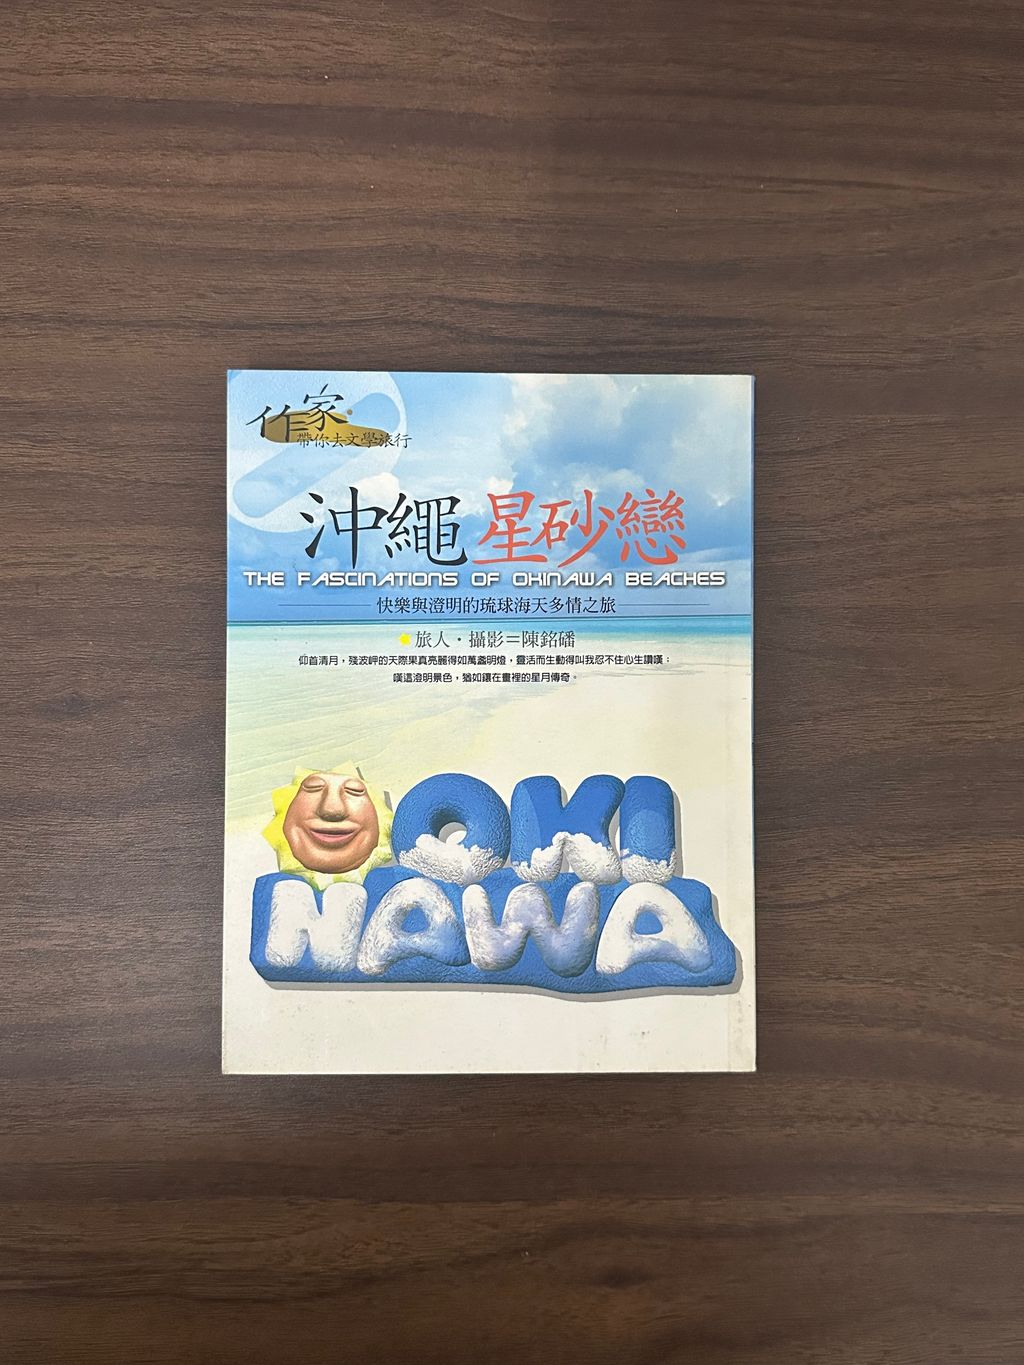 作家
帶你去文學旅行
沖繩 星砂戀
THE FASCINATIONS OF OKINAWA BEACHES
快樂與澄明的琉球海天多情之旅
旅人・攝影＝陳銘磻
仰首清月，殘波岬的天際果真亮麗得如萬盞明燈，靈活而生動得叫我忍不住心生讚嘆：
嘆這澄明景色，猶如鑲在畫裡的星月傳奇。
OKI
NAWA